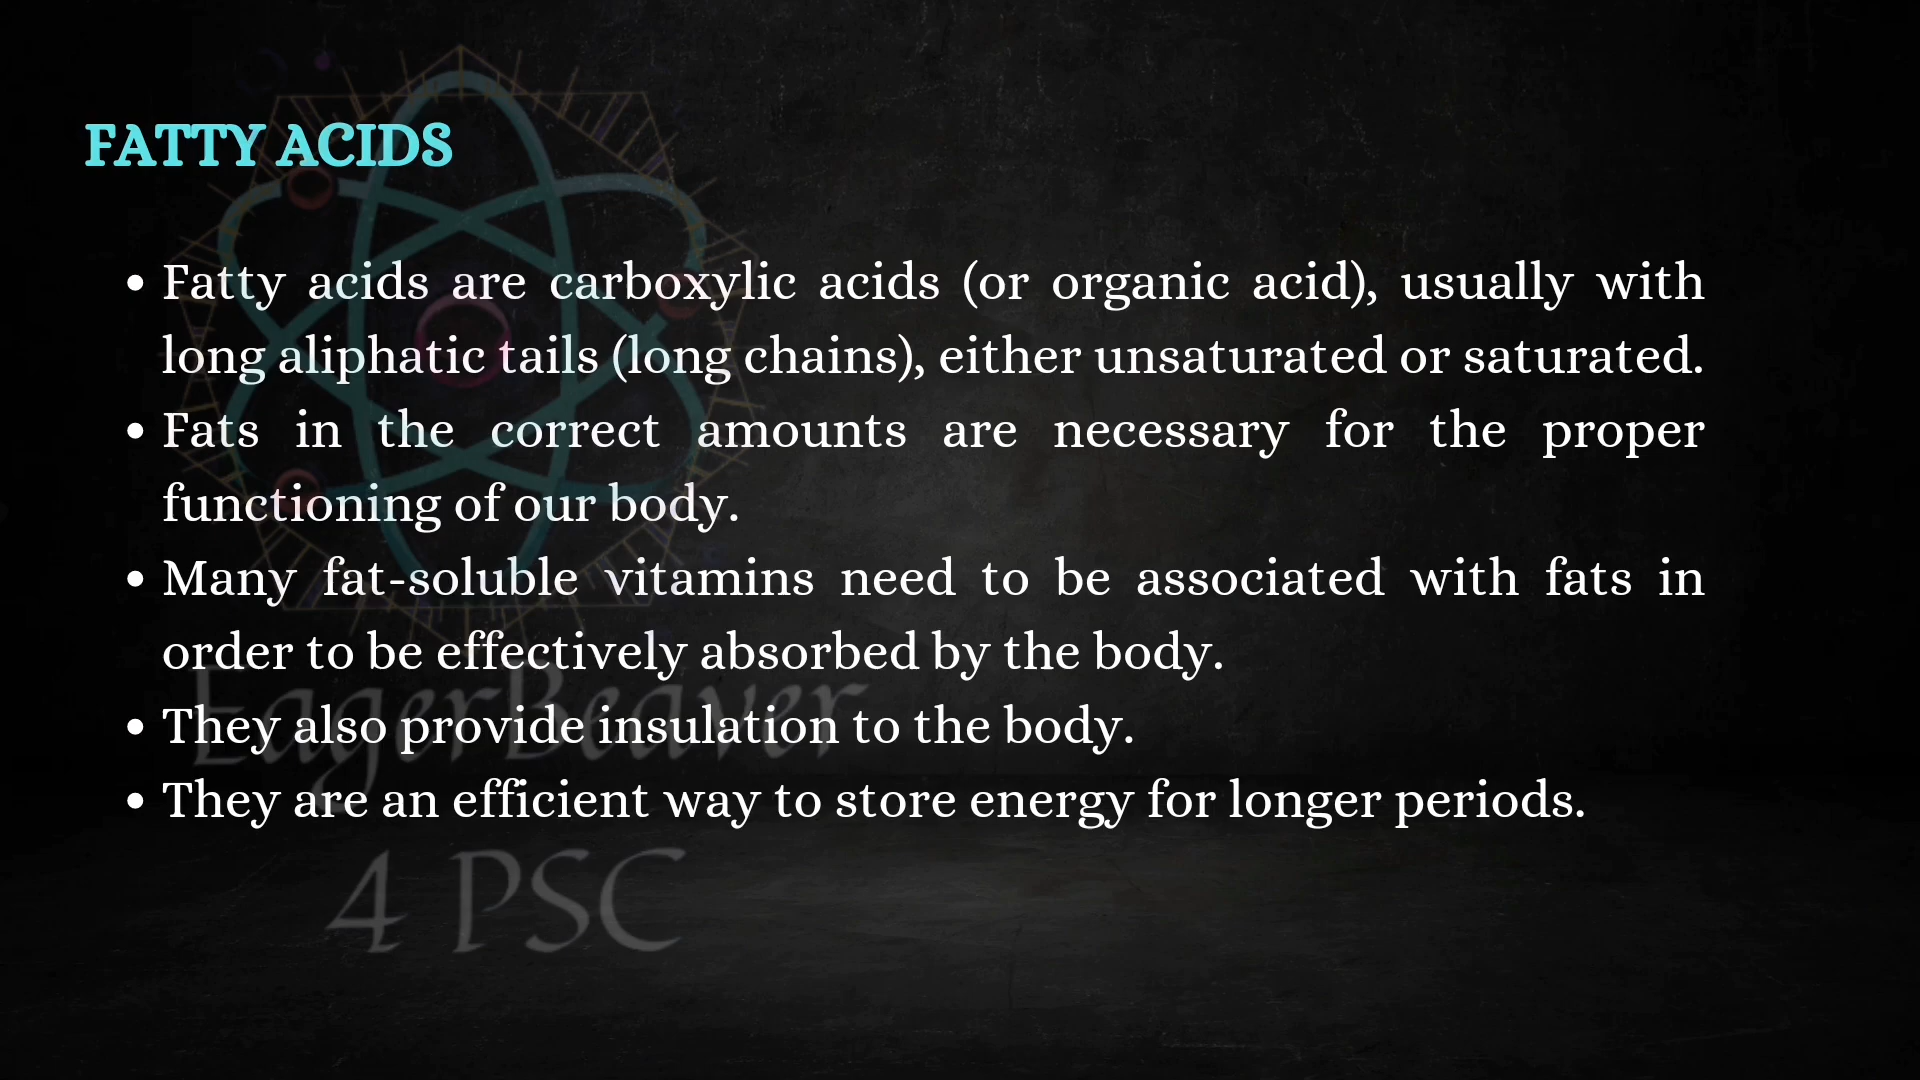 FATTY ACIDS
• Fatty acids are carboxylic acids (or organic acid), usually with
long aliphatic tails (long chains), either unsaturated or saturated.
• Fats in the correct amounts are necessary for the proper
functioning of our body.
• Many fat-soluble vitamins need to be associated with fats in
order to be effectively absorbed by the body.
• They also provide insulation to the body.
• They are an efficient way to store energy for longer periods.
EagerBeaver
4 PSC